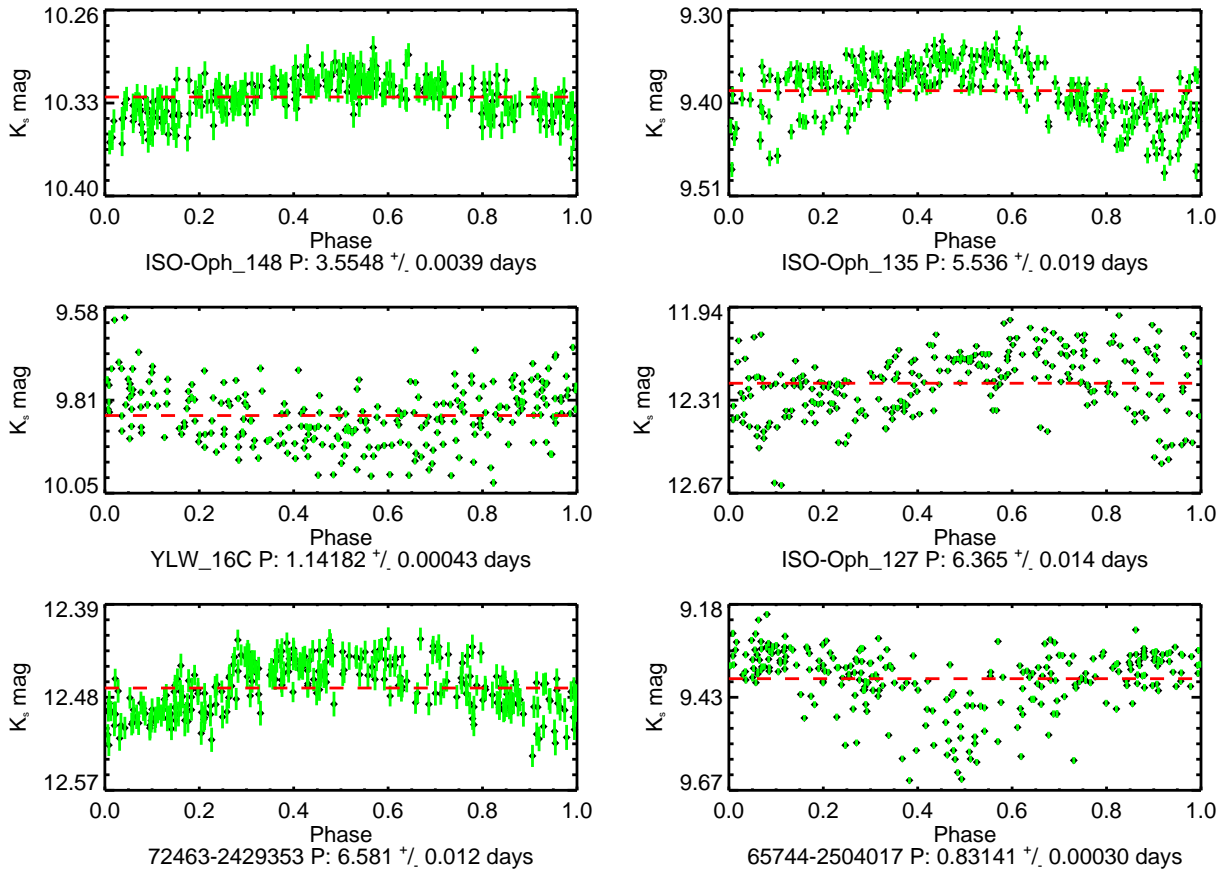 10.26
10.33
10.40
K_s mag
0.0 0.2 0.4 0.6 0.8 1.0
Phase
ISO-Oph_148 P: 3.5548 +/- 0.0039 days
9.30
9.40
9.51
K_s mag
0.0 0.2 0.4 0.6 0.8 1.0
Phase
ISO-Oph_135 P: 5.536 +/- 0.019 days
9.58
9.81
10.05
K_s mag
0.0 0.2 0.4 0.6 0.8 1.0
Phase
YLW_16C P: 1.14182 +/- 0.00043 days
11.94
12.31
12.67
K_s mag
0.0 0.2 0.4 0.6 0.8 1.0
Phase
ISO-Oph_127 P: 6.365 +/- 0.014 days
12.39
12.48
12.57
K_s mag
0.0 0.2 0.4 0.6 0.8 1.0
Phase
72463-2429353 P: 6.581 +/- 0.012 days
9.18
9.43
9.67
K_s mag
0.0 0.2 0.4 0.6 0.8 1.0
Phase
65744-2504017 P: 0.83141 +/- 0.00030 days